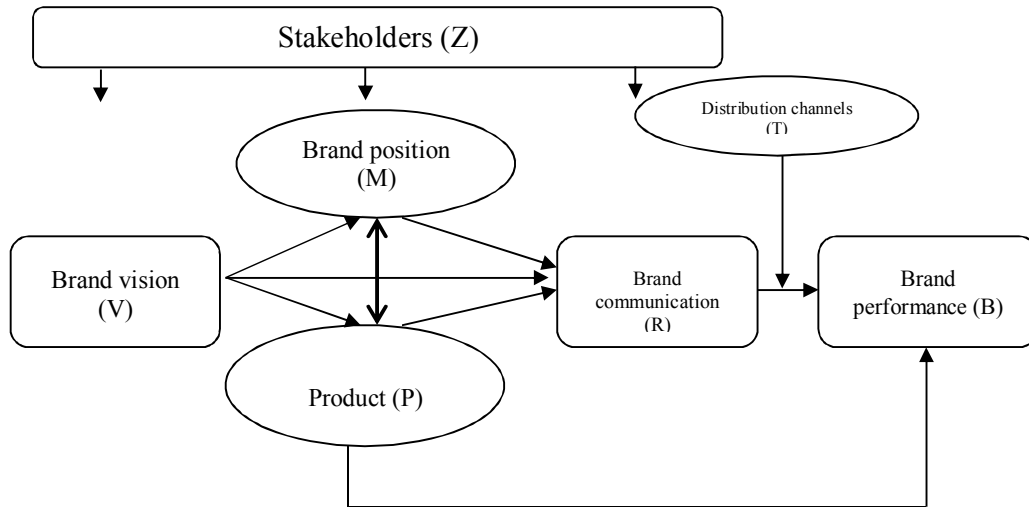 Stakeholders (Z)
Distribution channels
(T)
Brand position
(M)
Brand vision
(V)
Brand
communication
(R)
Brand
performance (B)
Product (P)